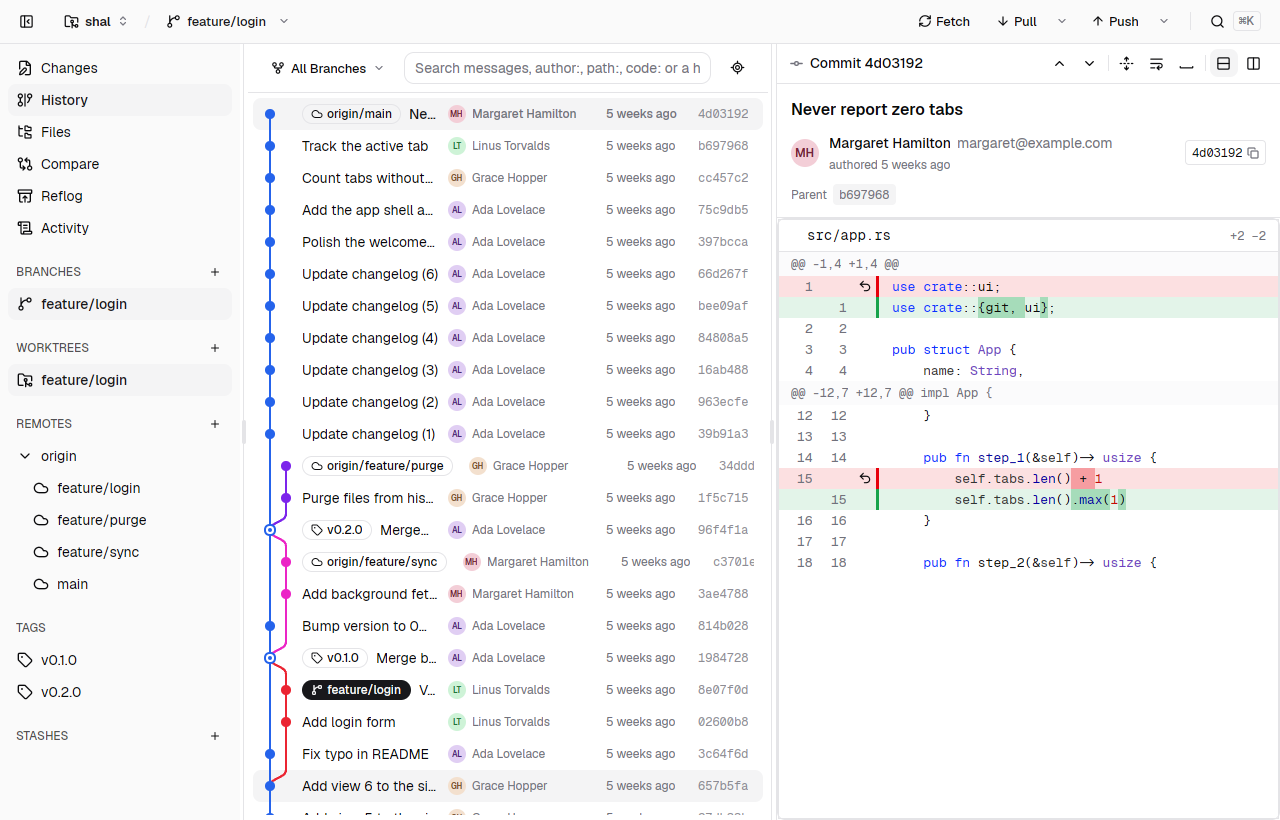 shal / feature/login Fetch Pull Push ⌘K
Changes
History
Files
Compare
Reflog
Activity
BRANCHES +
feature/login
WORKTREES +
feature/login
REMOTES +
origin
feature/login
feature/purge
feature/sync
main
TAGS
v0.1.0
v0.2.0
STASHES +
All Branches Search messages, author:, path:, code: or a h
origin/main Ne... MH Margaret Hamilton 5 weeks ago 4d03192
Track the active tab LT Linus Torvalds 5 weeks ago b697968
Count tabs without... GH Grace Hopper 5 weeks ago cc457c2
Add the app shell a... AL Ada Lovelace 5 weeks ago 75c9db5
Polish the welcome... AL Ada Lovelace 5 weeks ago 397bcca
Update changelog (6) AL Ada Lovelace 5 weeks ago 66d267f
Update changelog (5) AL Ada Lovelace 5 weeks ago bee09af
Update changelog (4) AL Ada Lovelace 5 weeks ago 84808a5
Update changelog (3) AL Ada Lovelace 5 weeks ago 16ab488
Update changelog (2) AL Ada Lovelace 5 weeks ago 963ecfe
Update changelog (1) AL Ada Lovelace 5 weeks ago 39b91a3
origin/feature/purge GH Grace Hopper 5 weeks ago 34ddd
Purge files from his... GH Grace Hopper 5 weeks ago 1f5c715
v0.2.0 Merge... AL Ada Lovelace 5 weeks ago 96f4f1a
origin/feature/sync MH Margaret Hamilton 5 weeks ago c3701e
Add background fet... MH Margaret Hamilton 5 weeks ago 3ae4788
Bump version to 0... AL Ada Lovelace 5 weeks ago 814b028
v0.1.0 Merge b... AL Ada Lovelace 5 weeks ago 1984728
feature/login V... LT Linus Torvalds 5 weeks ago 8e07f0d
Add login form LT Linus Torvalds 5 weeks ago 02600b8
Fix typo in README AL Ada Lovelace 5 weeks ago 3c64f6d
Add view 6 to the si... GH Grace Hopper 5 weeks ago 657b5fa
Commit 4d03192
Never report zero tabs
MH Margaret Hamilton margaret@example.com
authored 5 weeks ago
4d03192
Parent b697968
src/app.rs +2 −2
@@ -1,4 +1,4 @@
1 use crate::ui;
1 use crate::{git, ui};
2 2
3 3 pub struct App {
4 4 name: String,
@@ -12,7 +12,7 @@ impl App {
12 12 }
13 13
14 14 pub fn step_1(&self)-> usize {
15 self.tabs.len() + 1
15 self.tabs.len().max(1)
16 16 }
17 17
18 18 pub fn step_2(&self)-> usize {